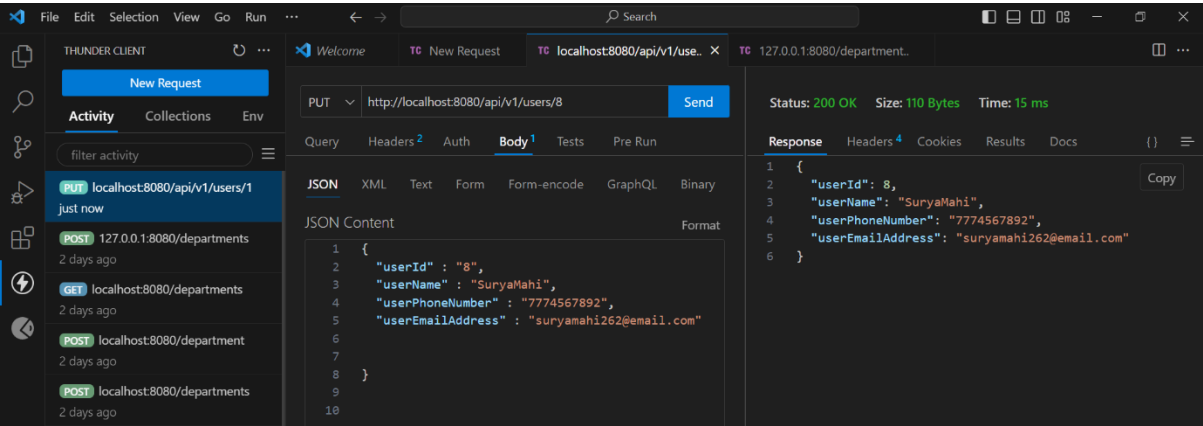 File Edit Selection View Go Run ··· ← → Search
THUNDER CLIENT
New Request
Activity Collections Env
filter activity
PUT localhost:8080/api/v1/users/1
just now
POST 127.0.0.1:8080/departments
2 days ago
GET localhost:8080/departments
2 days ago
POST localhost:8080/department
2 days ago
POST localhost:8080/departments
2 days ago
Welcome TC New Request TC localhost:8080/api/v1/use.. × TC 127.0.0.1:8080/department..
PUT http://localhost:8080/api/v1/users/8 Send
Query Headers 2 Auth Body 1 Tests Pre Run
JSON XML Text Form Form-encode GraphQL Binary
JSON Content Format
1 {
2 "userId" : "8",
3 "userName" : "SuryaMahi",
4 "userPhoneNumber" : "7774567892",
5 "userEmailAddress" : "suryamahi262@email.com"
6
7
8 }
9
10
Status: 200 OK Size: 110 Bytes Time: 15 ms
Response Headers 4 Cookies Results Docs {}
Copy
1 {
2 "userId": 8,
3 "userName": "SuryaMahi",
4 "userPhoneNumber": "7774567892",
5 "userEmailAddress": "suryamahi262@email.com"
6 }